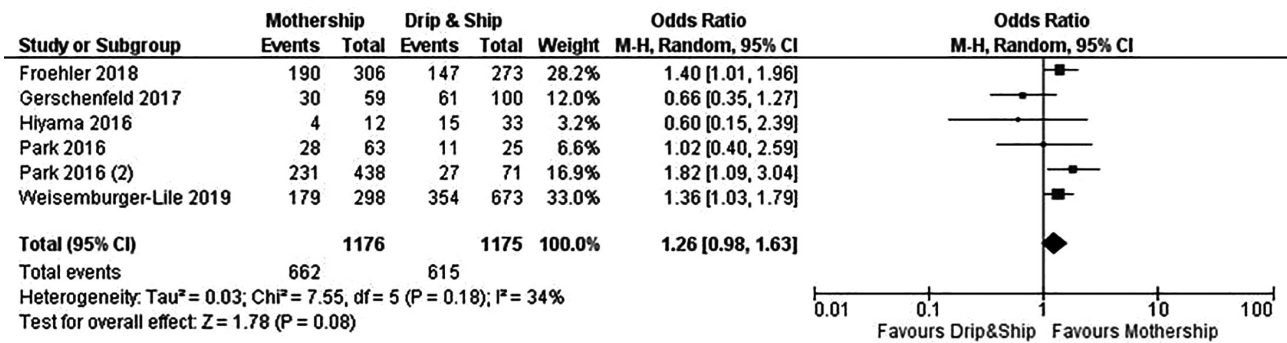 Mothership Drip & Ship Odds Ratio Odds Ratio
Study or Subgroup Events Total Events Total Weight M-H, Random, 95% CI M-H, Random, 95% CI
Froehler 2018 190 306 147 273 28.2% 1.40 [1.01, 1.96]
Gerschenfeld 2017 30 59 61 100 12.0% 0.66 [0.35, 1.27]
Hiyama 2016 4 12 15 33 3.2% 0.60 [0.15, 2.39]
Park 2016 28 63 11 25 6.6% 1.02 [0.40, 2.59]
Park 2016 (2) 231 438 27 71 16.9% 1.82 [1.09, 3.04]
Weisemburger-Lile 2019 179 298 354 673 33.0% 1.36 [1.03, 1.79]
Total (95% CI) 1176 1175 100.0% 1.26 [0.98, 1.63]
Total events 662 615
Heterogeneity: Tau² = 0.03; Chi² = 7.55, df = 5 (P = 0.18); I² = 34%
Test for overall effect: Z = 1.78 (P = 0.08)
0.01 0.1 1 10 100
Favours Drip&Ship Favours Mothership